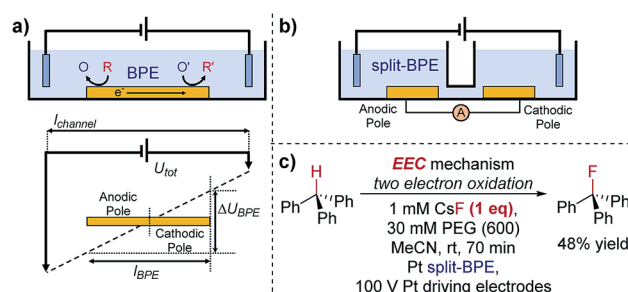 a)
O R BPE O' R'
e⁻
l_channel
U_tot
Anodic
Pole
Cathodic
Pole
ΔU_BPE
l_BPE
b)
split-BPE
Anodic
Pole
A
Cathodic
Pole
c)
H
Ph Ph
Ph
EEC mechanism
two electron oxidation
1 mM CsF (1 eq),
30 mM PEG (600)
MeCN, rt, 70 min
Pt split-BPE,
100 V Pt driving electrodes
F
Ph Ph
Ph
48% yield